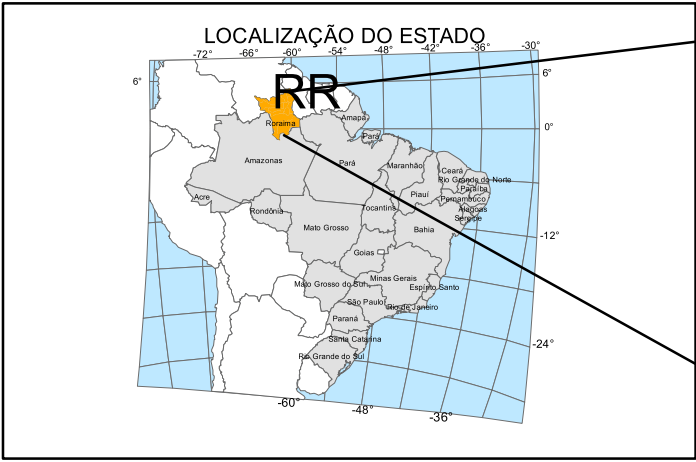 LOCALIZAÇÃO DO ESTADO
-72° -66° -60° -54° -48° -42° -36° -30°
6° 6°
RR
Roraima
Amapá
0°
Pará
Amazonas
Pará
Maranhão
Ceará
Rio Grande do Norte
Paraíba
Acre
Piauí
Pernambuco
Rondônia
Tocantins
Alagoas
Sergipe
Mato Grosso
Bahia
-12°
Goias
Minas Gerais
Mato Grosso do Sul
Espirito Santo
São Paulo
Rio de Janeiro
Paraná
Santa Catarina
-24°
Rio Grande do Sul
-60°
-48°
-36°